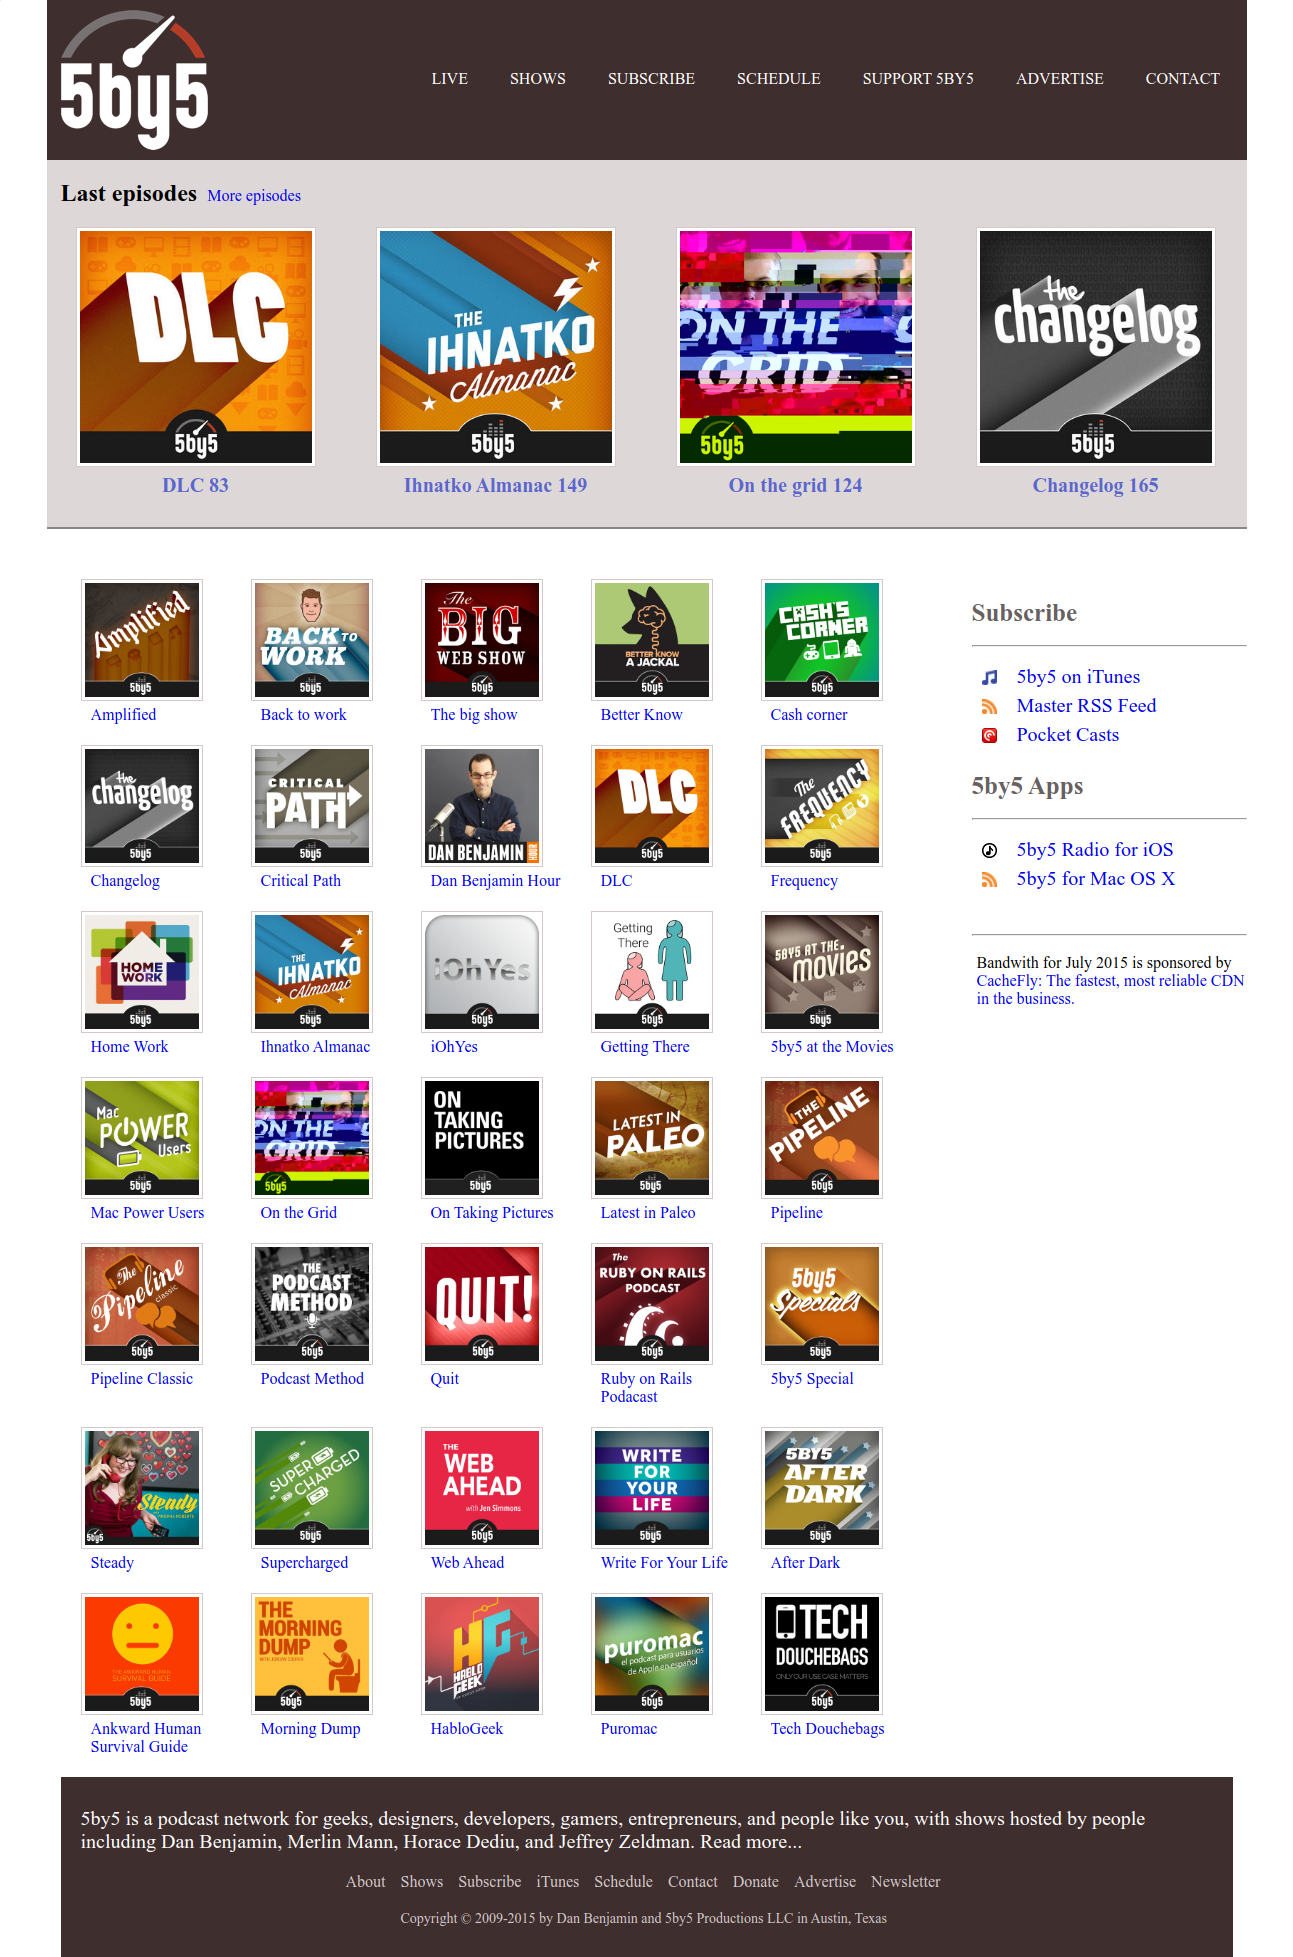 5by5
LIVE SHOWS SUBSCRIBE SCHEDULE SUPPORT 5BY5 ADVERTISE CONTACT
Last episodes More episodes
DLC
5by5
THE
IHNATKO
Almanac
5by5
ON THE G
GRID
5by5
the
changelog
5by5
DLC 83
Ihnatko Almanac 149
On the grid 124
Changelog 165
Amplified
5by5
BACK TO
WORK
5by5
The
BIG
WEB SHOW
5by5
BETTER KNOW
A JACKAL
5by5
CASH'S
CORNER
5by5
Amplified
Back to work
The big show
Better Know
Cash corner
the
changelog
5by5
CRITICAL
PATH
5by5
DAN BENJAMIN HOUR
DLC
5by5
The
FREQUENCY
5by5
Changelog
Critical Path
Dan Benjamin Hour
DLC
Frequency
HOME
WORK
5by5
THE
IHNATKO
Almanac
5by5
iOhYes
5by5
Getting
There
5by5
5BY5 AT THE
MOVIES
5by5
Home Work
Ihnatko Almanac
iOhYes
Getting There
5by5 at the Movies
Mac
POWER
Users
5by5
ON THE G
GRID
5by5
ON
TAKING
PICTURES
5by5
LATEST IN
PALEO
5by5
THE
PIPELINE
5by5
Mac Power Users
On the Grid
On Taking Pictures
Latest in Paleo
Pipeline
The
Pipeline
classic
5by5
THE
PODCAST
METHOD
5by5
QUIT!
5by5
The
RUBY ON RAILS
PODCAST
5by5
5by5
Specials
5by5
Pipeline Classic
Podcast Method
Quit
Ruby on Rails
Podacast
5by5 Special
Steady
5by5
SUPER
CHARGED
5by5
THE
WEB
AHEAD
with Jen Simmons
5by5
WRITE
FOR
YOUR
LIFE
5by5
5BY5
AFTER
DARK
5by5
Steady
Supercharged
Web Ahead
Write For Your Life
After Dark
THE AWKWARD HUMAN
SURVIVAL GUIDE
5by5
THE
MORNING
DUMP
5by5
HABLO
GEEK
puromac
el podcast para usuarios
de Apple en español
5by5
TECH
DOUCHEBAGS
ONLY OUR USE CASE MATTERS
5by5
Ankward Human
Survival Guide
Morning Dump
HabloGeek
Puromac
Tech Douchebags
Subscribe
5by5 on iTunes
Master RSS Feed
Pocket Casts
5by5 Apps
5by5 Radio for iOS
5by5 for Mac OS X
Bandwith for July 2015 is sponsored by
CacheFly: The fastest, most reliable CDN
in the business.
5by5 is a podcast network for geeks, designers, developers, gamers, entrepreneurs, and people like you, with shows hosted by people
including Dan Benjamin, Merlin Mann, Horace Dediu, and Jeffrey Zeldman. Read more...
About Shows Subscribe iTunes Schedule Contact Donate Advertise Newsletter
Copyright © 2009-2015 by Dan Benjamin and 5by5 Productions LLC in Austin, Texas